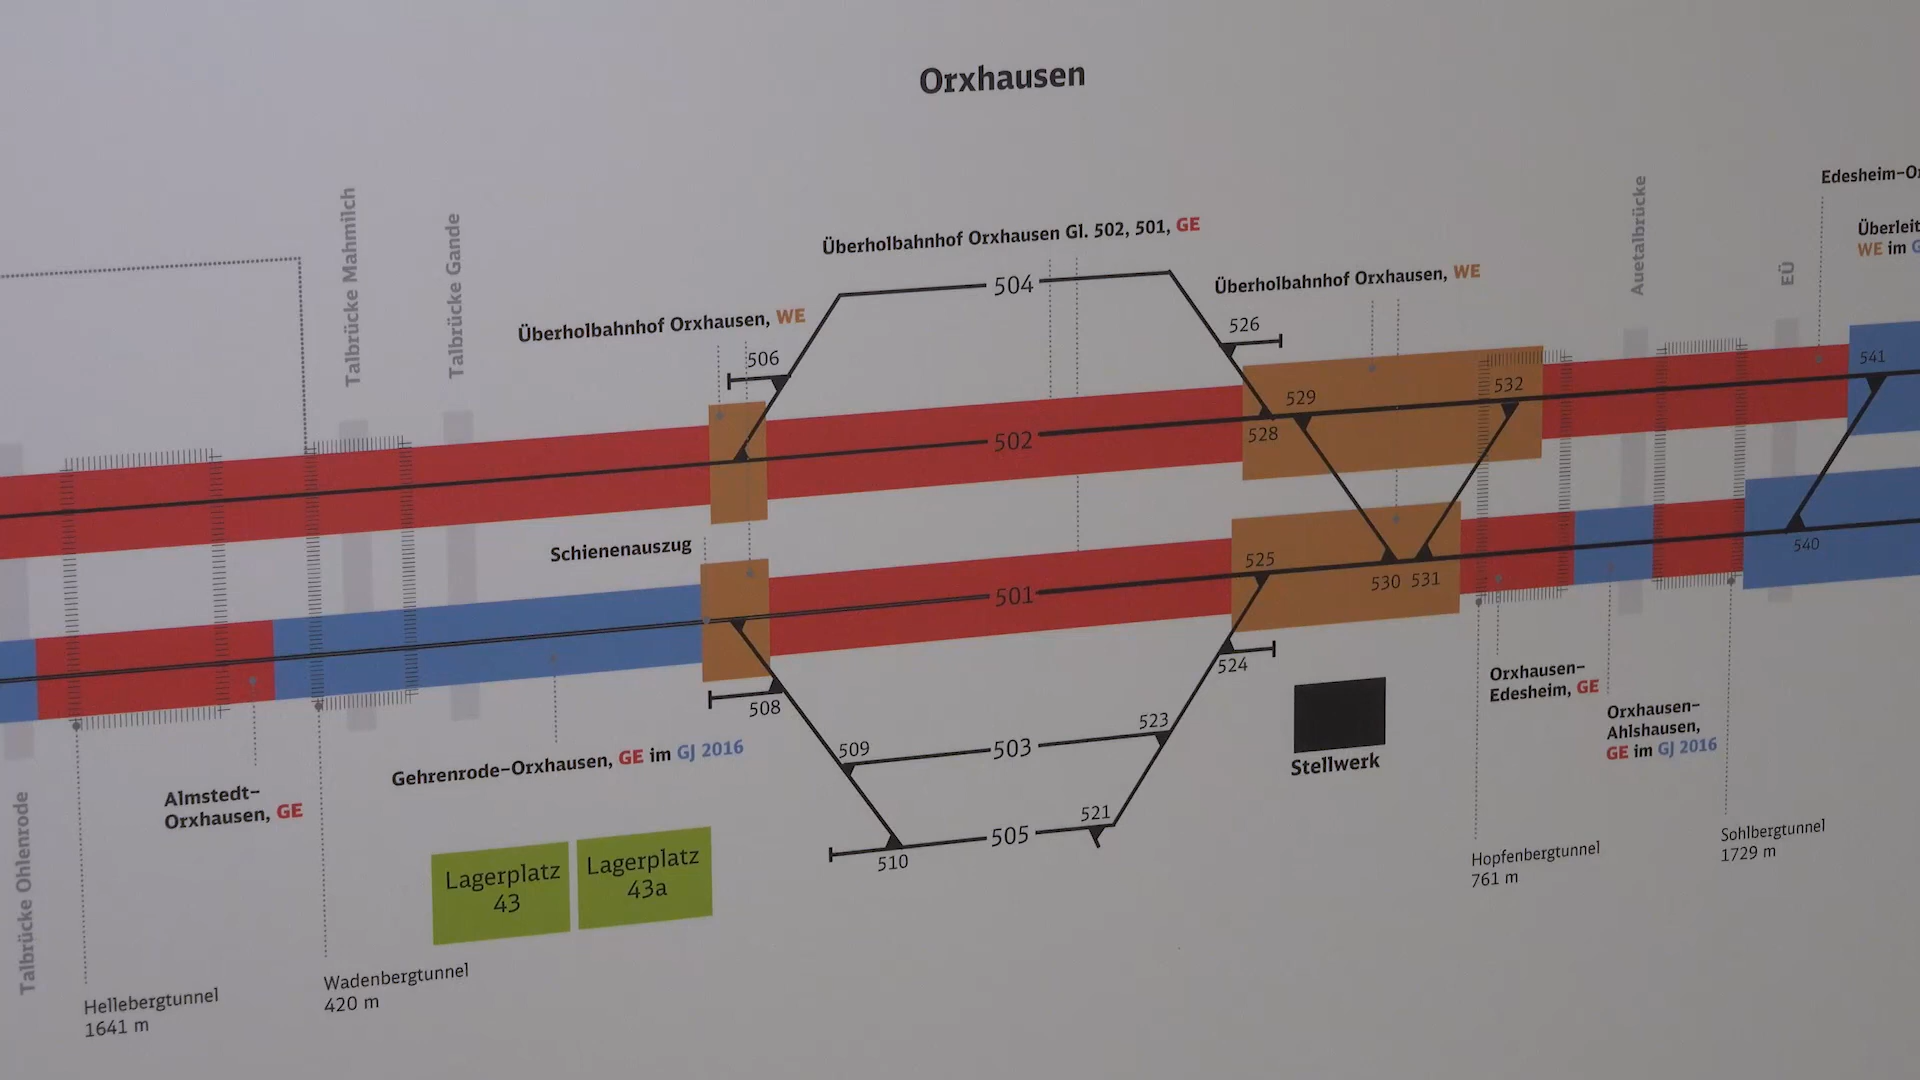 Orxhausen
Talbrücke Mahmilch
Talbrücke Gande
Auetalbrücke
EÜ
Überleit
WE im
Überholbahnhof Orxhausen Gl. 502, 501, GE
Überholbahnhof Orxhausen, WE
Überholbahnhof Orxhausen, WE
504
506
526
541
532
529
528
502
Schienenauszug
525
540
530 531
501
524
508
523
509
503
521
505
510
Stellwerk
Orxhausen–
Edesheim, GE
Orxhausen–
Ahlshausen,
GE im GJ 2016
Gehrenrode–Orxhausen, GE im GJ 2016
Almstedt–
Orxhausen, GE
Talbrücke Ohlenrode
Lagerplatz
43
Lagerplatz
43a
Sohlbergtunnel
1729 m
Hopfenbergtunnel
761 m
Wadenbergtunnel
420 m
Hellebergtunnel
1641 m